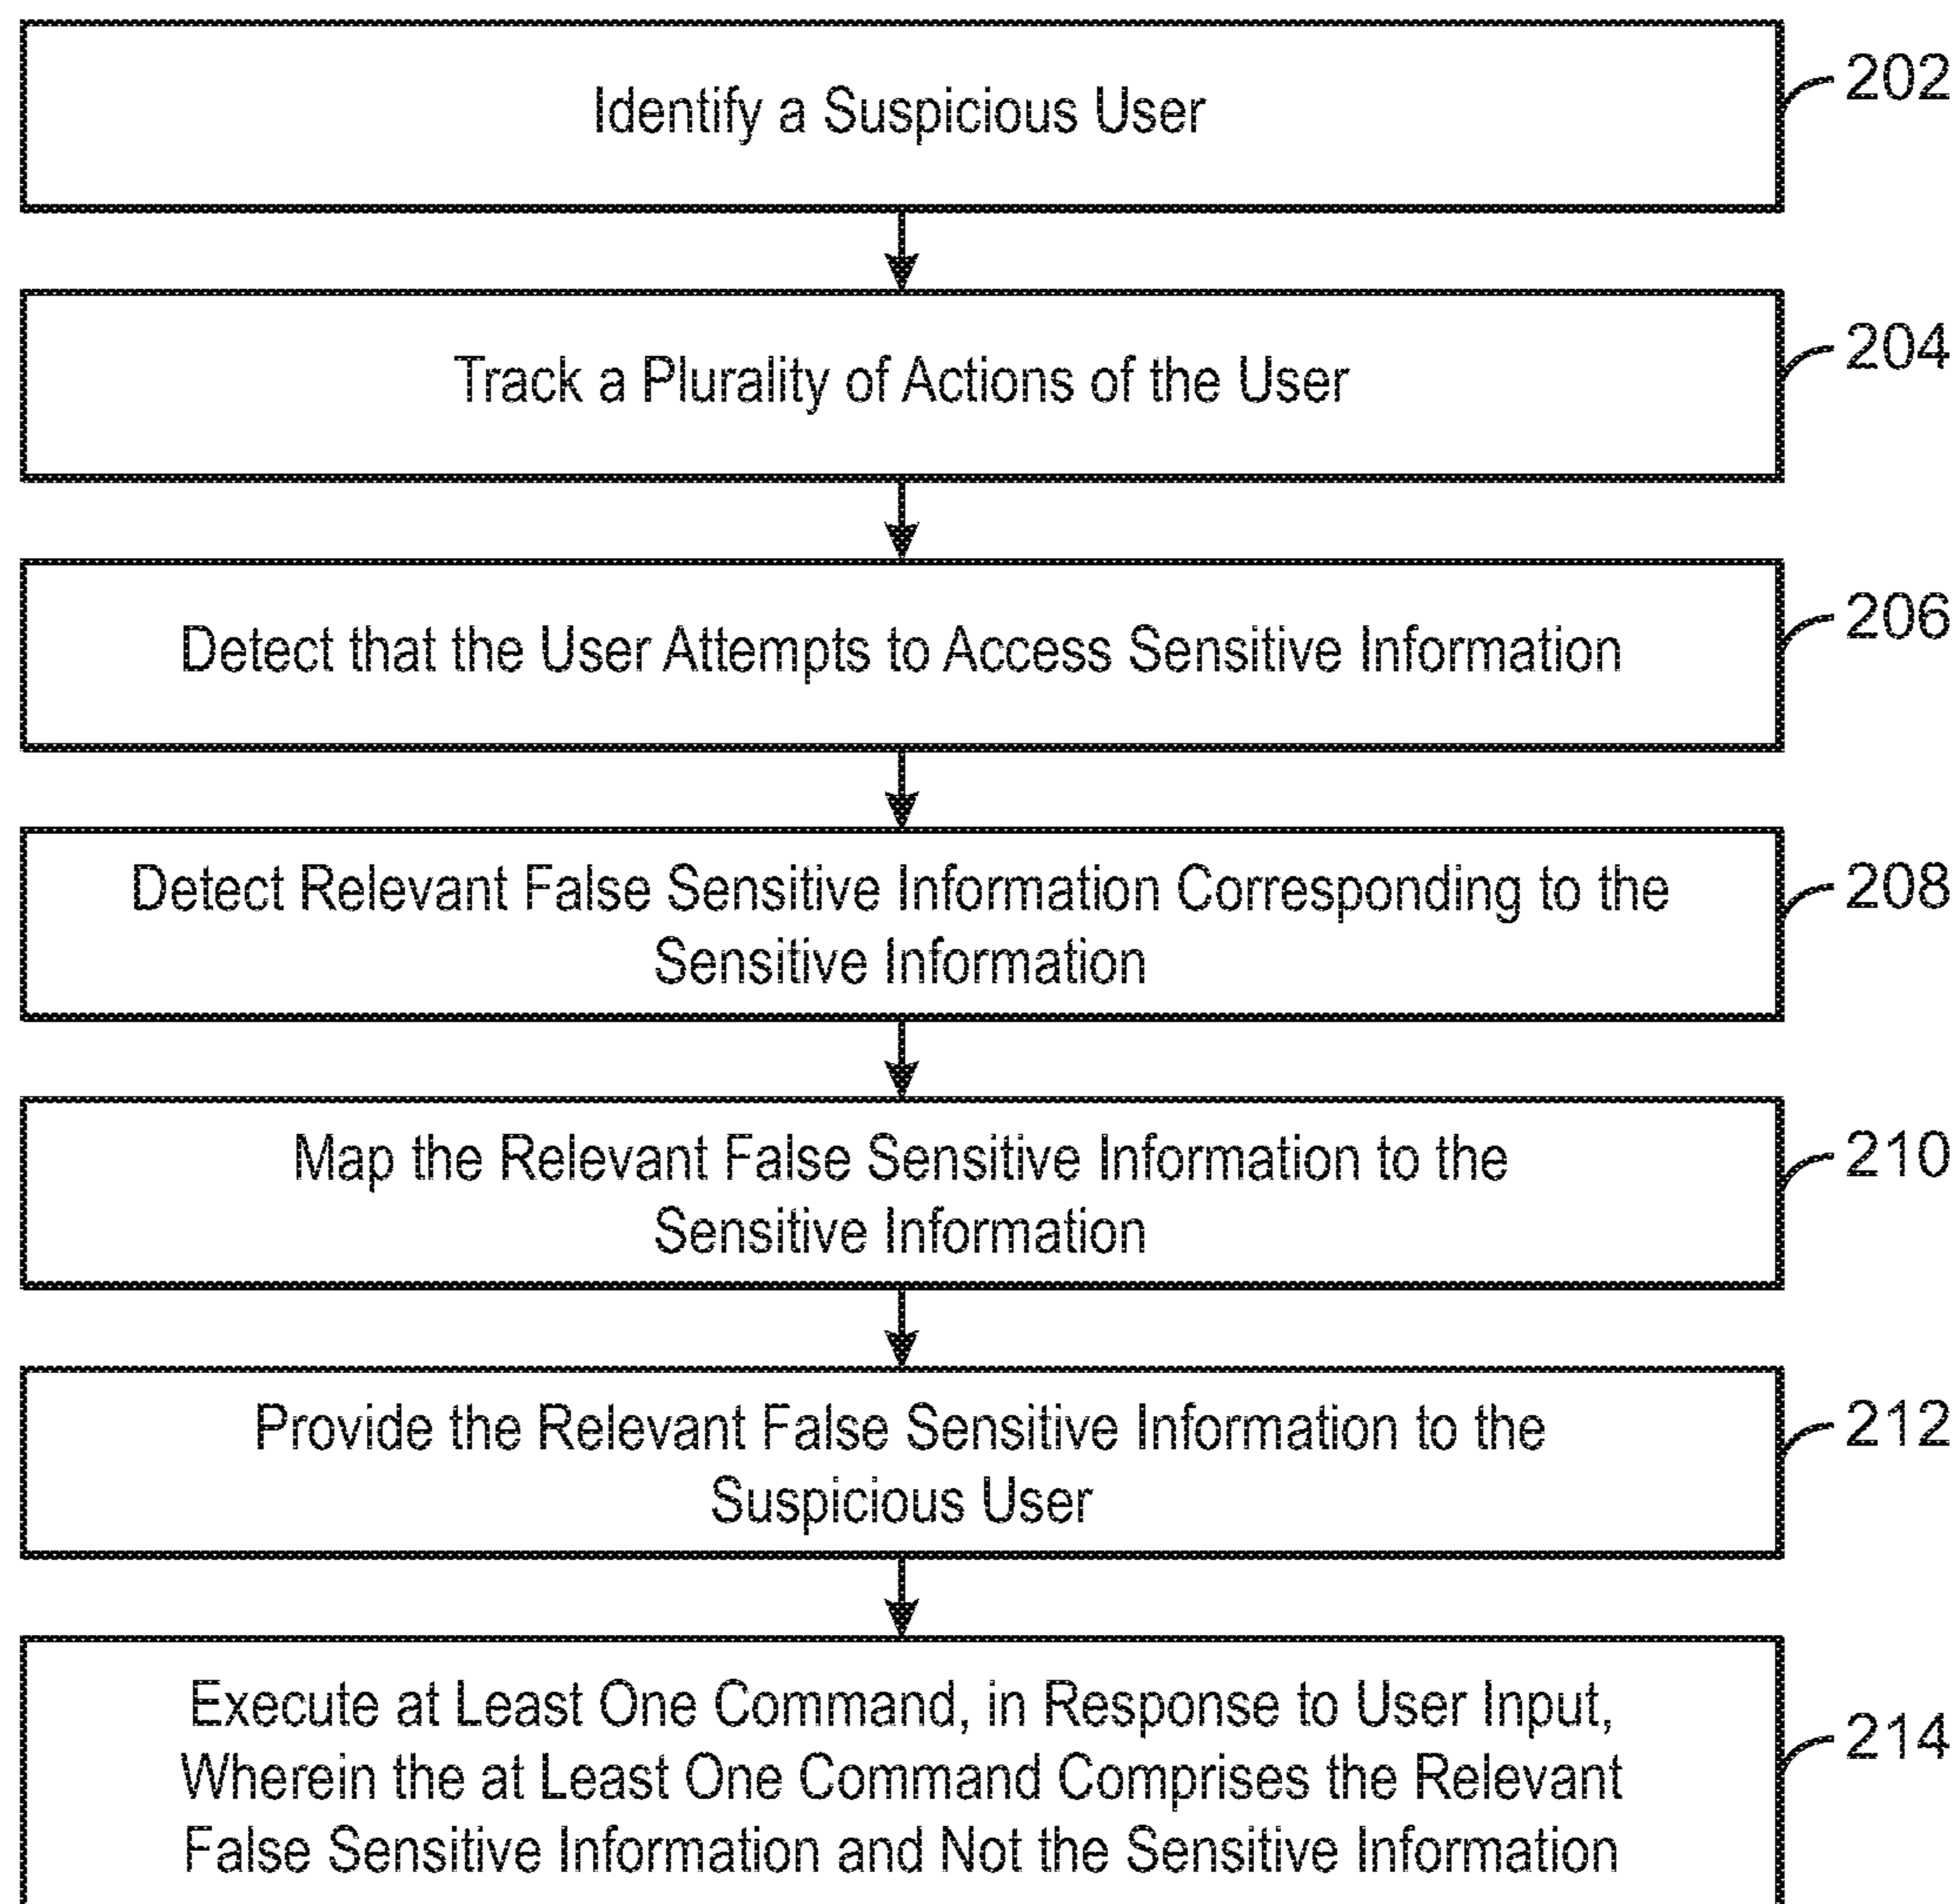 Identify a Suspicious User
202
Track a Plurality of Actions of the User
204
Detect that the User Attempts to Access Sensitive Information
206
Detect Relevant False Sensitive Information Corresponding to the
Sensitive Information
208
Map the Relevant False Sensitive Information to the
Sensitive Information
210
Provide the Relevant False Sensitive Information to the
Suspicious User
212
Execute at Least One Command, in Response to User Input,
Wherein the at Least One Command Comprises the Relevant
False Sensitive Information and Not the Sensitive Information
214